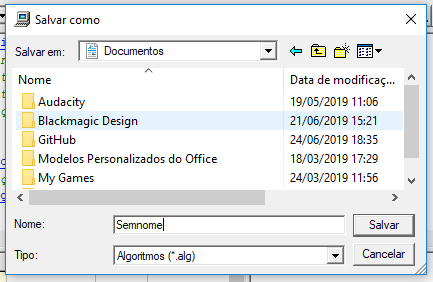 Salvar como
Salvar em: Documentos
Nome Data de modificaç...
Audacity 19/05/2019 11:06
Blackmagic Design 21/06/2019 15:21
GitHub 24/06/2019 18:35
Modelos Personalizados do Office 18/03/2019 17:29
My Games 24/03/2019 11:56
Nome: Semnome Salvar
Tipo: Algoritmos (*.alg) Cancelar